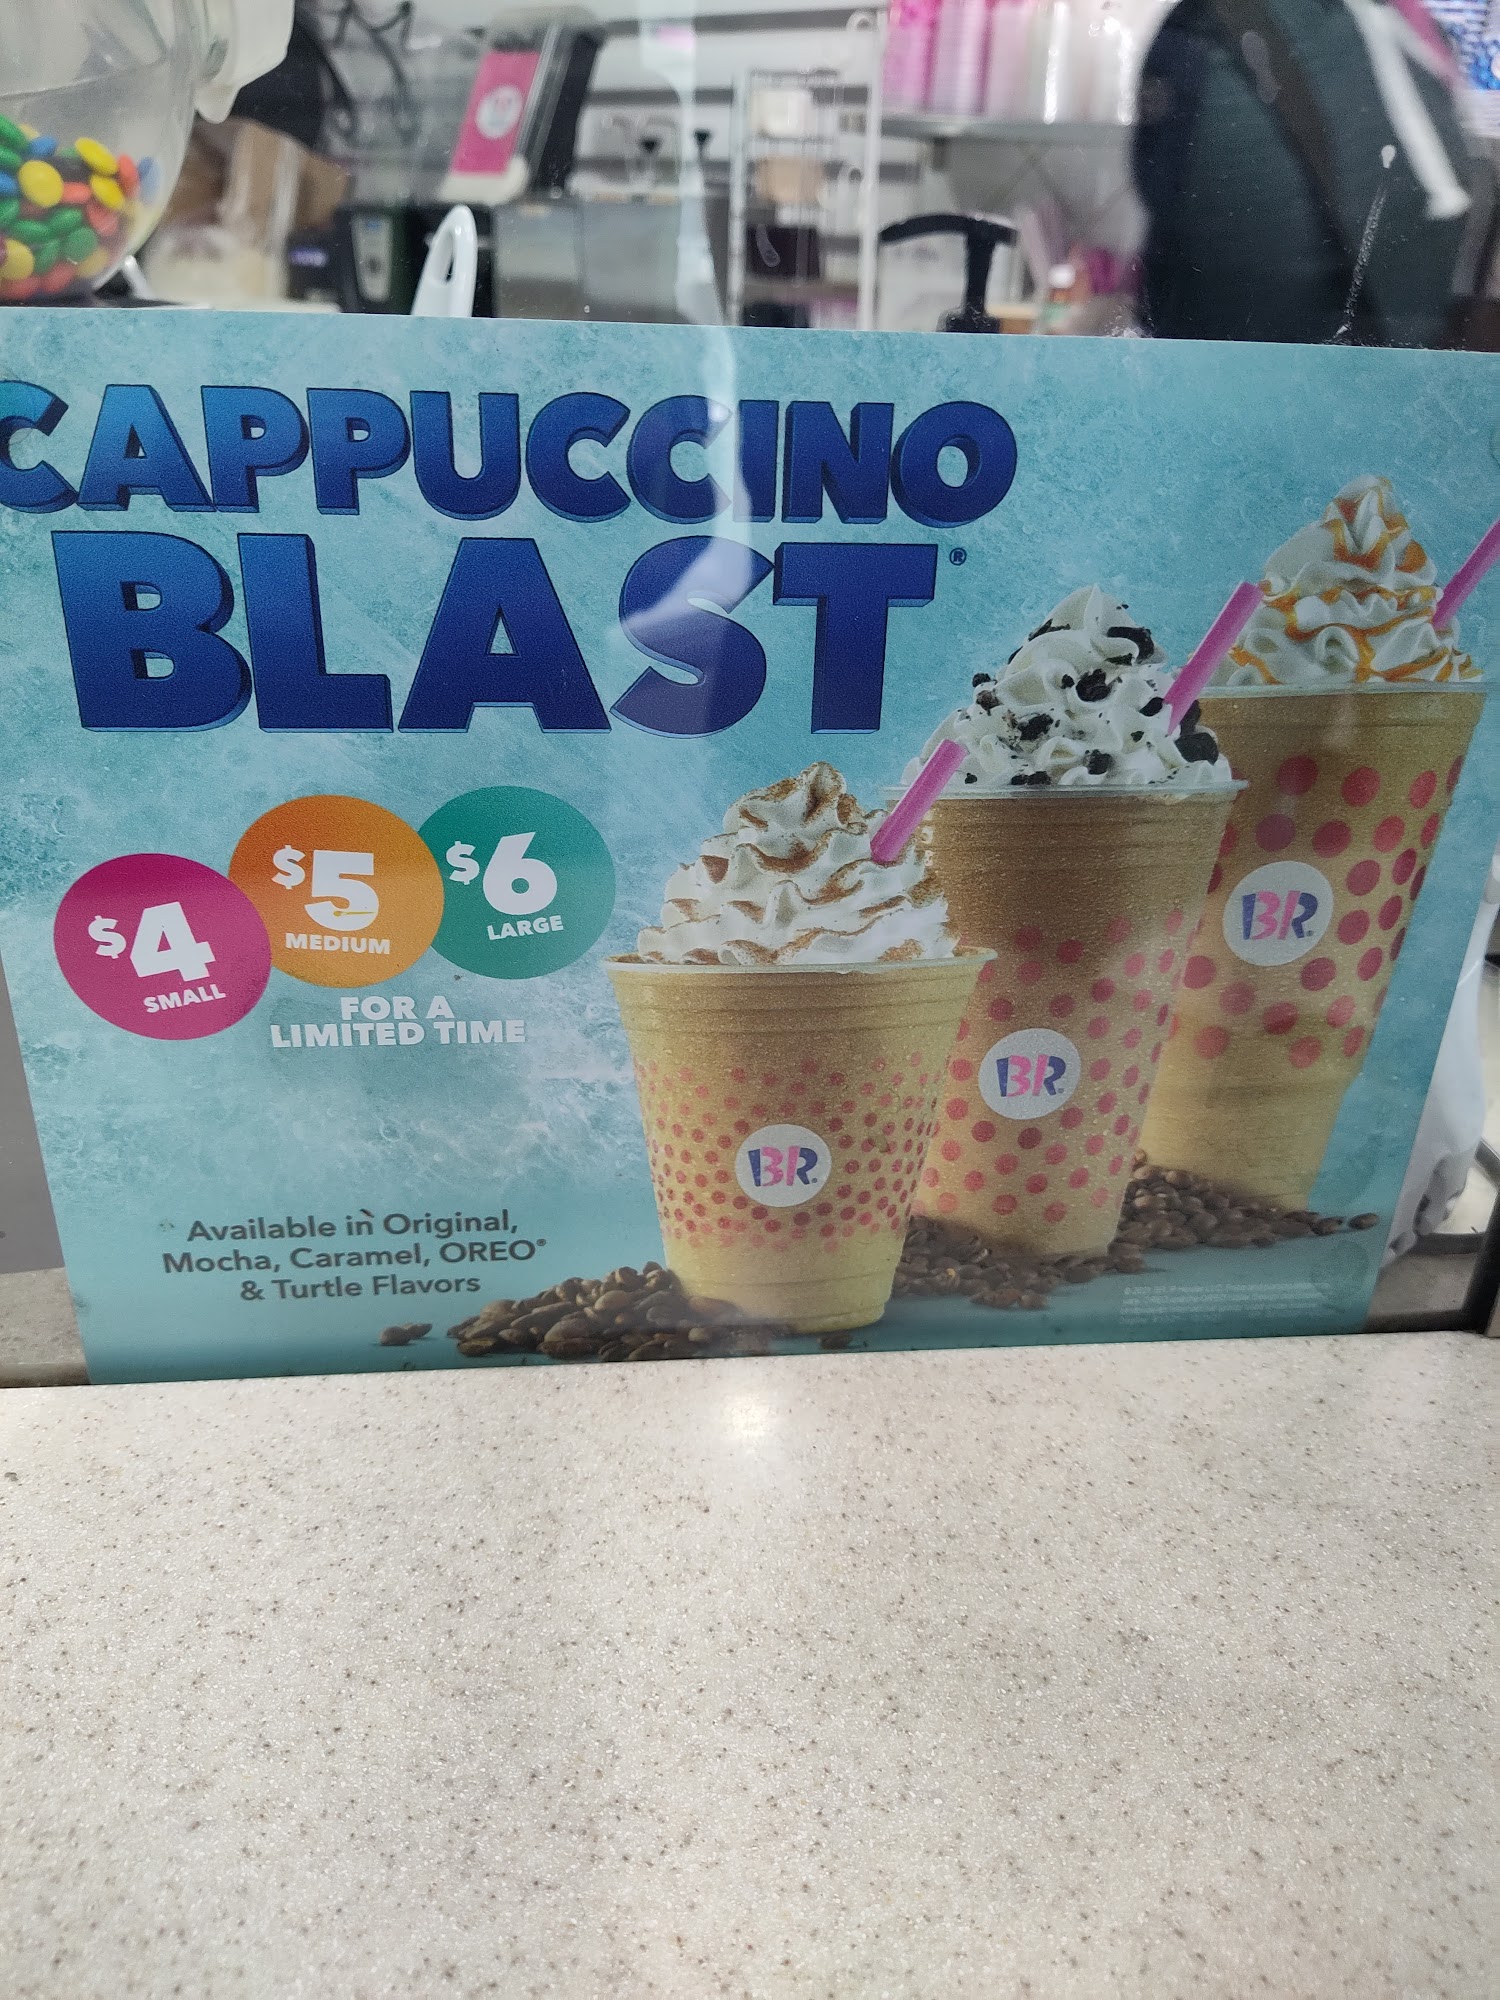 CAPPUCCINO
BLAST®
$4
SMALL
$5
MEDIUM
$6
LARGE
FOR A
LIMITED TIME
BR
BR
BR
Available in Original,
Mocha, Caramel, OREO®
& Turtle Flavors